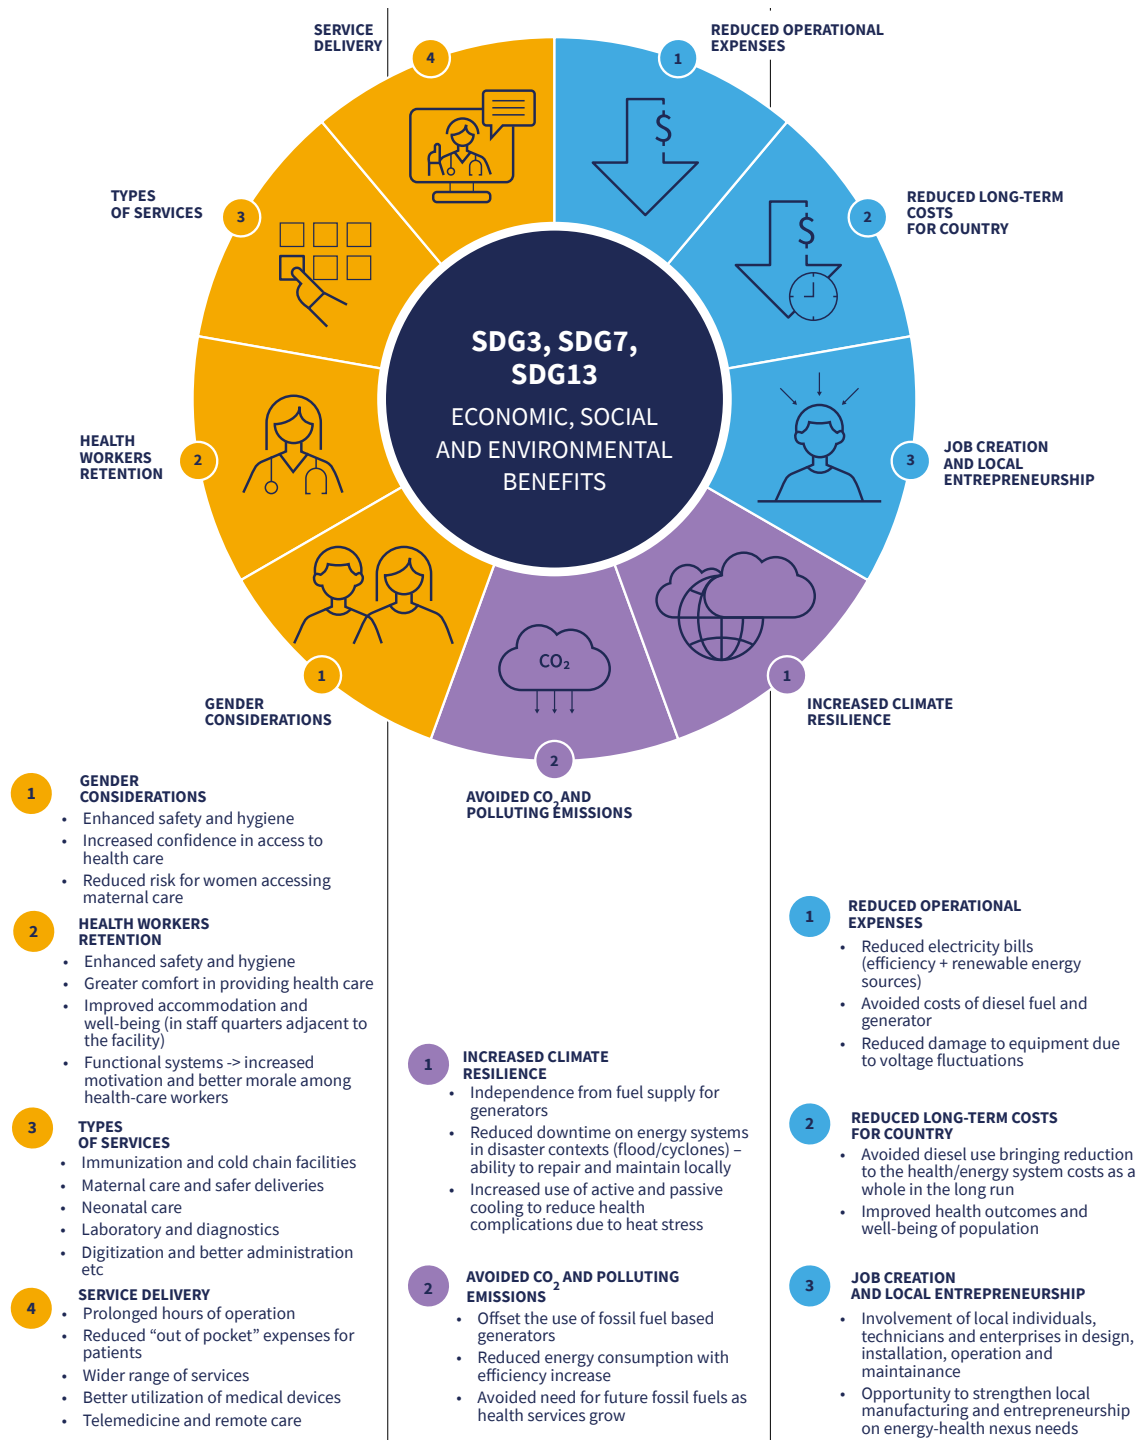 SERVICE
DELIVERY
4
REDUCED OPERATIONAL
EXPENSES
1
$
TYPES
OF SERVICES
3
REDUCED LONG-TERM
COSTS
FOR COUNTRY
2
$
SDG3, SDG7,
SDG13
ECONOMIC, SOCIAL
AND ENVIRONMENTAL
BENEFITS
HEALTH
WORKERS
RETENTION
2
JOB CREATION
AND LOCAL
ENTREPRENEURSHIP
3
GENDER
CONSIDERATIONS
1
CO₂
INCREASED CLIMATE
RESILIENCE
1
2
AVOIDED CO₂ AND
POLLUTING EMISSIONS
1
GENDER
CONSIDERATIONS
• Enhanced safety and hygiene
• Increased confidence in access to
health care
• Reduced risk for women accessing
maternal care
2
HEALTH WORKERS
RETENTION
• Enhanced safety and hygiene
• Greater comfort in providing health care
• Improved accommodation and
well-being (in staff quarters adjacent to
the facility)
• Functional systems -> increased
motivation and better morale among
health-care workers
3
TYPES
OF SERVICES
• Immunization and cold chain facilities
• Maternal care and safer deliveries
• Neonatal care
• Laboratory and diagnostics
• Digitization and better administration
etc
4
SERVICE DELIVERY
• Prolonged hours of operation
• Reduced “out of pocket” expenses for
patients
• Wider range of services
• Better utilization of medical devices
• Telemedicine and remote care
1
INCREASED CLIMATE
RESILIENCE
• Independence from fuel supply for
generators
• Reduced downtime on energy systems
in disaster contexts (flood/cyclones) –
ability to repair and maintain locally
• Increased use of active and passive
cooling to reduce health
complications due to heat stress
2
AVOIDED CO₂ AND POLLUTING
EMISSIONS
• Offset the use of fossil fuel based
generators
• Reduced energy consumption with
efficiency increase
• Avoided need for future fossil fuels as
health services grow
1
REDUCED OPERATIONAL
EXPENSES
• Reduced electricity bills
(efficiency + renewable energy
sources)
• Avoided costs of diesel fuel and
generator
• Reduced damage to equipment due
to voltage fluctuations
2
REDUCED LONG-TERM COSTS
FOR COUNTRY
• Avoided diesel use bringing reduction
to the health/energy system costs as a
whole in the long run
• Improved health outcomes and
well-being of population
3
JOB CREATION
AND LOCAL ENTREPRENEURSHIP
• Involvement of local individuals,
technicians and enterprises in design,
installation, operation and
maintainance
• Opportunity to strengthen local
manufacturing and entrepreneurship
on energy-health nexus needs